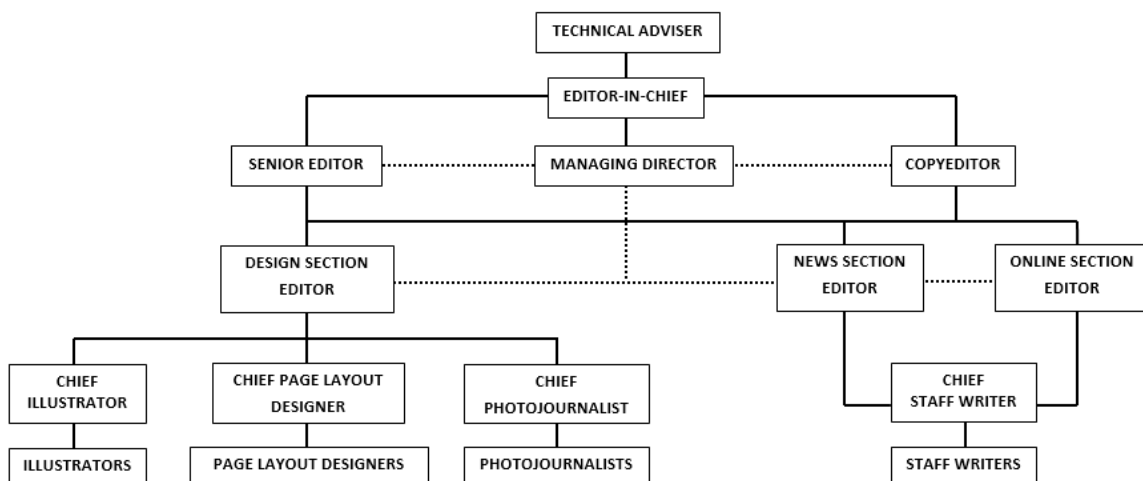 TECHNICAL ADVISER
EDITOR-IN-CHIEF
SENIOR EDITOR
MANAGING DIRECTOR
COPYEDITOR
DESIGN SECTION
EDITOR
NEWS SECTION
EDITOR
ONLINE SECTION
EDITOR
CHIEF
ILLUSTRATOR
CHIEF PAGE LAYOUT
DESIGNER
CHIEF
PHOTOJOURNALIST
CHIEF
STAFF WRITER
ILLUSTRATORS
PAGE LAYOUT DESIGNERS
PHOTOJOURNALISTS
STAFF WRITERS